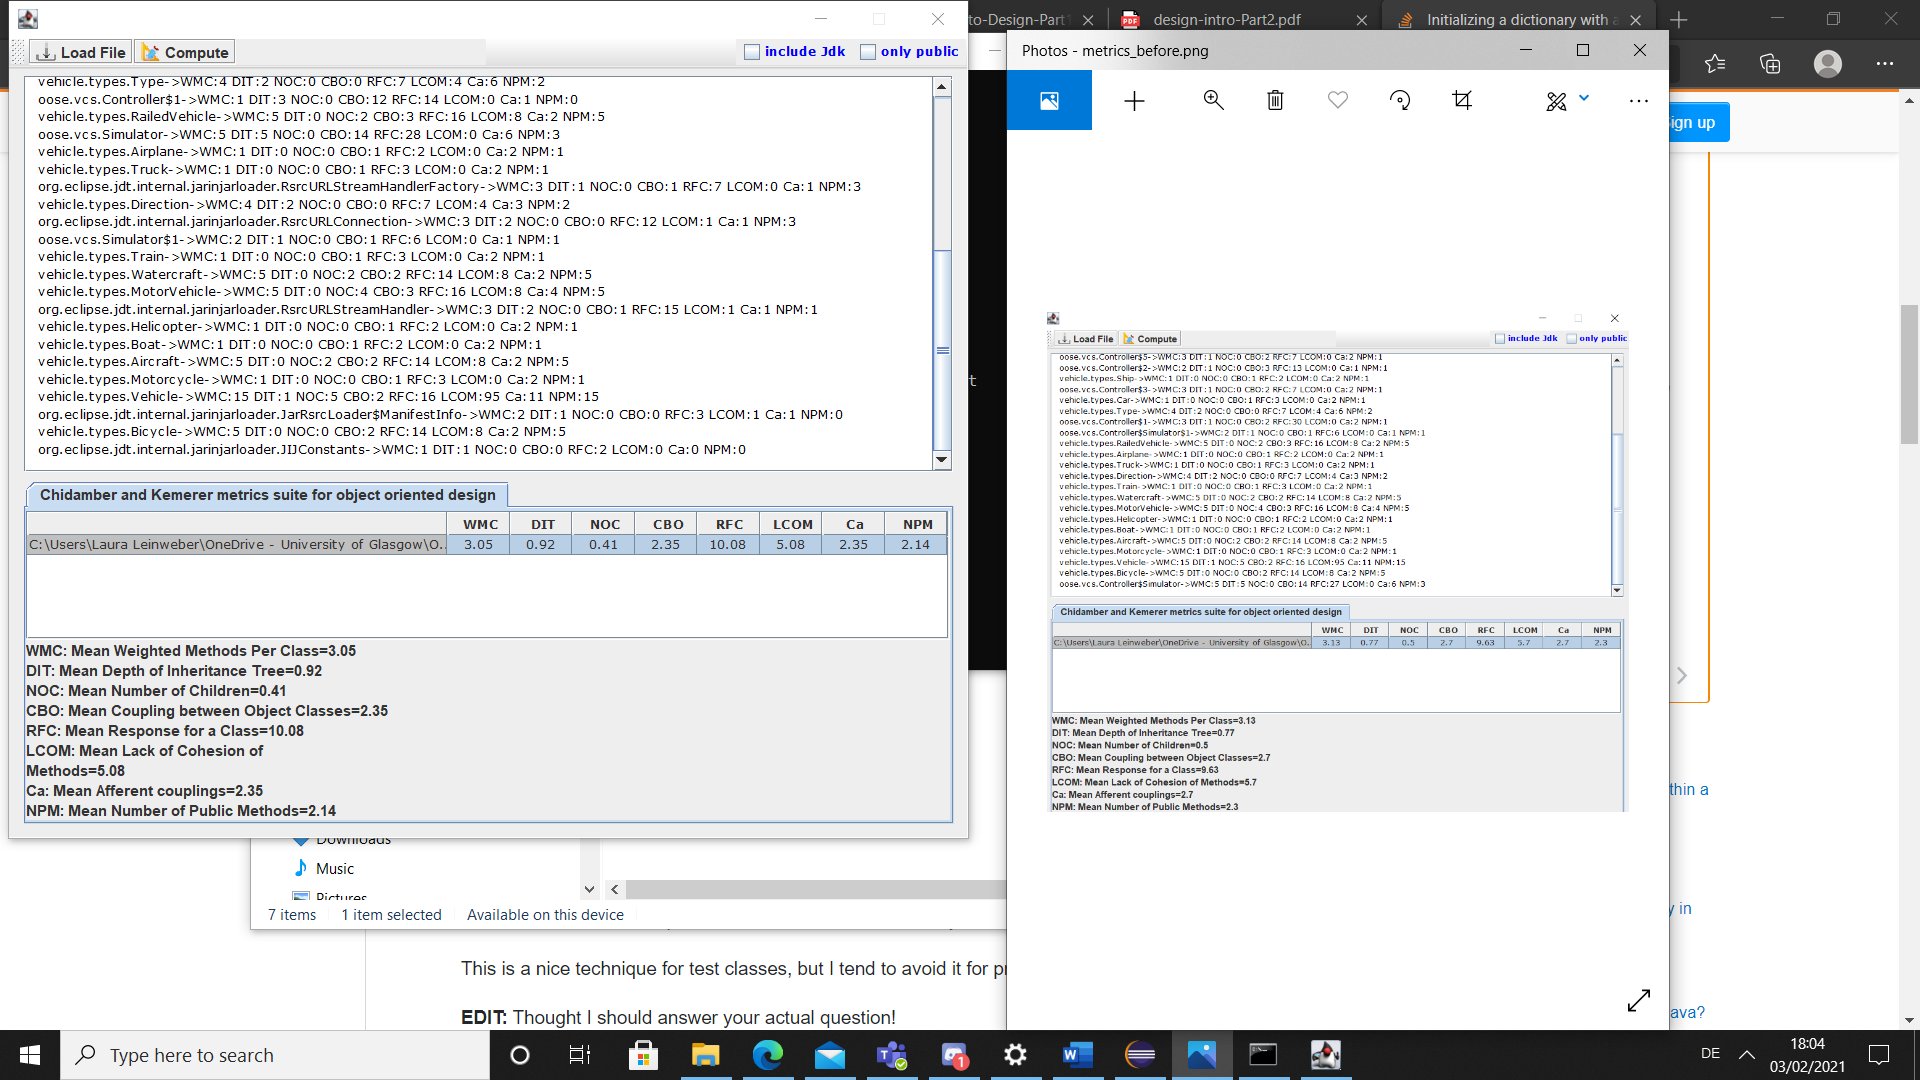 Load File Compute include Jdk only public
vehicle.types.Type->WMC:4 DIT:2 NOC:0 CBO:0 RFC:7 LCOM:4 Ca:6 NPM:2
oose.vcs.Controller$1->WMC:1 DIT:3 NOC:0 CBO:12 RFC:14 LCOM:0 Ca:1 NPM:0
vehicle.types.RailedVehicle->WMC:5 DIT:0 NOC:2 CBO:3 RFC:16 LCOM:8 Ca:2 NPM:5
oose.vcs.Simulator->WMC:5 DIT:5 NOC:0 CBO:14 RFC:28 LCOM:0 Ca:6 NPM:3
vehicle.types.Airplane->WMC:1 DIT:0 NOC:0 CBO:1 RFC:2 LCOM:0 Ca:2 NPM:1
vehicle.types.Truck->WMC:1 DIT:0 NOC:0 CBO:1 RFC:3 LCOM:0 Ca:2 NPM:1
org.eclipse.jdt.internal.jarinjarloader.RsrcURLStreamHandlerFactory->WMC:3 DIT:1 NOC:0 CBO:1 RFC:7 LCOM:0 Ca:1 NPM:3
vehicle.types.Direction->WMC:4 DIT:2 NOC:0 CBO:0 RFC:7 LCOM:4 Ca:3 NPM:2
org.eclipse.jdt.internal.jarinjarloader.RsrcURLConnection->WMC:3 DIT:2 NOC:0 CBO:0 RFC:12 LCOM:1 Ca:1 NPM:3
oose.vcs.Simulator$1->WMC:2 DIT:1 NOC:0 CBO:1 RFC:6 LCOM:0 Ca:1 NPM:1
vehicle.types.Train->WMC:1 DIT:0 NOC:0 CBO:1 RFC:3 LCOM:0 Ca:2 NPM:1
vehicle.types.Watercraft->WMC:5 DIT:0 NOC:2 CBO:2 RFC:14 LCOM:8 Ca:2 NPM:5
vehicle.types.MotorVehicle->WMC:5 DIT:0 NOC:4 CBO:3 RFC:16 LCOM:8 Ca:4 NPM:5
org.eclipse.jdt.internal.jarinjarloader.RsrcURLStreamHandler->WMC:3 DIT:2 NOC:0 CBO:1 RFC:15 LCOM:1 Ca:1 NPM:1
vehicle.types.Helicopter->WMC:1 DIT:0 NOC:0 CBO:1 RFC:2 LCOM:0 Ca:2 NPM:1
vehicle.types.Boat->WMC:1 DIT:0 NOC:0 CBO:1 RFC:2 LCOM:0 Ca:2 NPM:1
vehicle.types.Aircraft->WMC:5 DIT:0 NOC:2 CBO:2 RFC:14 LCOM:8 Ca:2 NPM:5
vehicle.types.Motorcycle->WMC:1 DIT:0 NOC:0 CBO:1 RFC:3 LCOM:0 Ca:2 NPM:1
vehicle.types.Vehicle->WMC:15 DIT:1 NOC:5 CBO:2 RFC:16 LCOM:95 Ca:11 NPM:15
org.eclipse.jdt.internal.jarinjarloader.JarRsrcLoader$ManifestInfo->WMC:2 DIT:1 NOC:0 CBO:0 RFC:3 LCOM:1 Ca:1 NPM:0
vehicle.types.Bicycle->WMC:5 DIT:0 NOC:0 CBO:2 RFC:14 LCOM:8 Ca:2 NPM:5
org.eclipse.jdt.internal.jarinjarloader.JIJConstants->WMC:1 DIT:1 NOC:0 CBO:0 RFC:2 LCOM:0 Ca:0 NPM:0
Chidamber and Kemerer metrics suite for object oriented design
WMC DIT NOC CBO RFC LCOM Ca NPM
C:\Users\Laura Leinweber\OneDrive - University of Glasgow\O... 3.05 0.92 0.41 2.35 10.08 5.08 2.35 2.14
WMC: Mean Weighted Methods Per Class=3.05
DIT: Mean Depth of Inheritance Tree=0.92
NOC: Mean Number of Children=0.41
CBO: Mean Coupling between Object Classes=2.35
RFC: Mean Response for a Class=10.08
LCOM: Mean Lack of Cohesion of
Methods=5.08
Ca: Mean Afferent couplings=2.35
NPM: Mean Number of Public Methods=2.14
to-Design-Part1 design-intro-Part2.pdf Initializing a dictionary with a
Sign up
Photos - metrics_before.png
Load File Compute include Jdk only public
oose.vcs.Controller$5->WMC:3 DIT:1 NOC:0 CBO:2 RFC:7 LCOM:0 Ca:2 NPM:1
oose.vcs.Controller$2->WMC:2 DIT:1 NOC:0 CBO:3 RFC:13 LCOM:0 Ca:1 NPM:1
vehicle.types.Ship->WMC:1 DIT:0 NOC:0 CBO:1 RFC:2 LCOM:0 Ca:2 NPM:1
oose.vcs.Controller$3->WMC:3 DIT:1 NOC:0 CBO:2 RFC:7 LCOM:0 Ca:2 NPM:1
vehicle.types.Car->WMC:1 DIT:0 NOC:0 CBO:1 RFC:3 LCOM:0 Ca:2 NPM:1
vehicle.types.Type->WMC:4 DIT:2 NOC:0 CBO:0 RFC:7 LCOM:4 Ca:6 NPM:2
oose.vcs.Controller$1->WMC:3 DIT:1 NOC:0 CBO:2 RFC:30 LCOM:0 Ca:2 NPM:1
oose.vcs.Controller$Simulator$1->WMC:2 DIT:1 NOC:0 CBO:1 RFC:6 LCOM:0 Ca:1 NPM:1
vehicle.types.RailedVehicle->WMC:5 DIT:0 NOC:2 CBO:3 RFC:16 LCOM:8 Ca:2 NPM:5
vehicle.types.Airplane->WMC:1 DIT:0 NOC:0 CBO:1 RFC:2 LCOM:0 Ca:2 NPM:1
vehicle.types.Truck->WMC:1 DIT:0 NOC:0 CBO:1 RFC:3 LCOM:0 Ca:2 NPM:1
vehicle.types.Direction->WMC:4 DIT:2 NOC:0 CBO:0 RFC:7 LCOM:4 Ca:3 NPM:2
vehicle.types.Train->WMC:1 DIT:0 NOC:0 CBO:1 RFC:3 LCOM:0 Ca:2 NPM:1
vehicle.types.Watercraft->WMC:5 DIT:0 NOC:2 CBO:2 RFC:14 LCOM:8 Ca:2 NPM:5
vehicle.types.MotorVehicle->WMC:5 DIT:0 NOC:4 CBO:3 RFC:16 LCOM:8 Ca:4 NPM:5
vehicle.types.Helicopter->WMC:1 DIT:0 NOC:0 CBO:1 RFC:2 LCOM:0 Ca:2 NPM:1
vehicle.types.Boat->WMC:1 DIT:0 NOC:0 CBO:1 RFC:2 LCOM:0 Ca:2 NPM:1
vehicle.types.Aircraft->WMC:5 DIT:0 NOC:2 CBO:2 RFC:14 LCOM:8 Ca:2 NPM:5
vehicle.types.Motorcycle->WMC:1 DIT:0 NOC:0 CBO:1 RFC:3 LCOM:0 Ca:2 NPM:1
vehicle.types.Vehicle->WMC:15 DIT:1 NOC:5 CBO:2 RFC:16 LCOM:95 Ca:11 NPM:15
vehicle.types.Bicycle->WMC:5 DIT:0 NOC:0 CBO:2 RFC:14 LCOM:8 Ca:2 NPM:5
oose.vcs.Controller$Simulator->WMC:5 DIT:5 NOC:0 CBO:14 RFC:27 LCOM:0 Ca:6 NPM:3
Chidamber and Kemerer metrics suite for object oriented design
WMC DIT NOC CBO RFC LCOM Ca NPM
C:\Users\Laura Leinweber\OneDrive - University of Glasgow\O... 3.13 0.77 0.5 2.7 9.63 5.7 2.7 2.3
WMC: Mean Weighted Methods Per Class=3.13
DIT: Mean Depth of Inheritance Tree=0.77
NOC: Mean Number of Children=0.5
CBO: Mean Coupling between Object Classes=2.7
RFC: Mean Response for a Class=9.63
LCOM: Mean Lack of Cohesion of Methods=5.7
Ca: Mean Afferent couplings=2.7
NPM: Mean Number of Public Methods=2.3
t
thin a
y in
ava?
Downloads
Music
Pictures
7 items 1 item selected Available on this device
This is a nice technique for test classes, but I tend to avoid it for pr
EDIT: Thought I should answer your actual question!
Type here to search
1
DE 18:04
03/02/2021